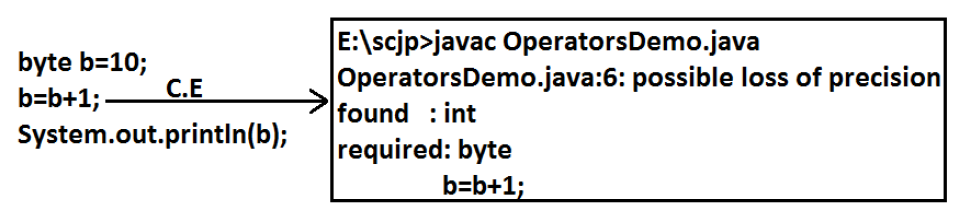 byte b=10;
b=b+1;
C.E
System.out.println(b);
E:\scjp>javac OperatorsDemo.java
OperatorsDemo.java:6: possible loss of precision
found : int
required: byte
b=b+1;